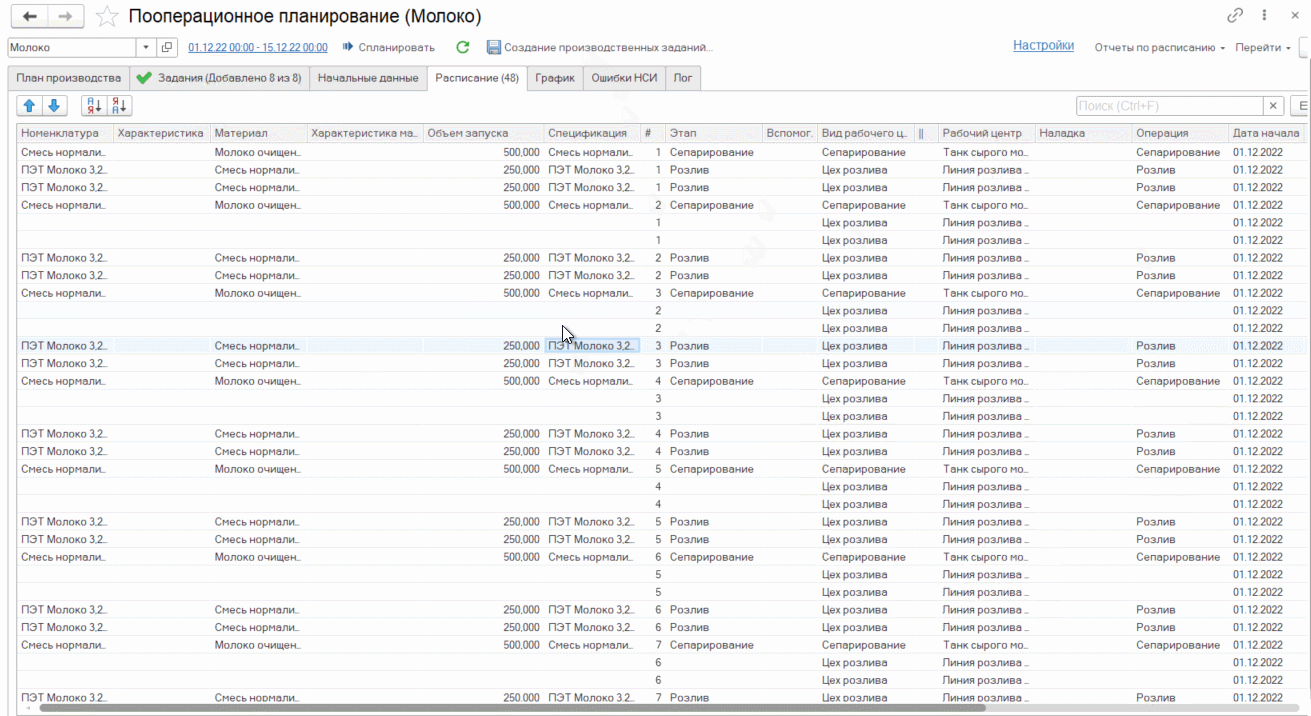 Пооперационное планирование (Молоко)
Молоко 01.12.22 00:00 - 15.12.22 00:00 Спланировать Создание производственных заданий... Настройки Отчеты по расписанию Перейти
План производства Задания (Добавлено 8 из 8) Начальные данные Расписание (48) График Ошибки НСИ Лог
Поиск (Ctrl+F) × Е
Номенклатура Характеристика Материал Характеристика ма.. Объем запуска Спецификация # Этап Вспомог. Вид рабочего ц.. || Рабочий центр Наладка Операция Дата начала
Смесь нормали.. Молоко очищен.. 500,000 Смесь нормали.. 1 Сепарирование Сепарирование Танк сырого мо.. Сепарирование 01.12.2022
ПЭТ Молоко 3,2.. Смесь нормали.. 250,000 ПЭТ Молоко 3,2.. 1 Розлив Цех розлива Линия розлива .. Розлив 01.12.2022
ПЭТ Молоко 3,2.. Смесь нормали.. 250,000 ПЭТ Молоко 3,2.. 1 Розлив Цех розлива Линия розлива .. Розлив 01.12.2022
Смесь нормали.. Молоко очищен.. 500,000 Смесь нормали.. 2 Сепарирование Сепарирование Танк сырого мо.. Сепарирование 01.12.2022
1 Цех розлива Линия розлива .. 01.12.2022
1 Цех розлива Линия розлива .. 01.12.2022
ПЭТ Молоко 3,2.. Смесь нормали.. 250,000 ПЭТ Молоко 3,2.. 2 Розлив Цех розлива Линия розлива .. Розлив 01.12.2022
ПЭТ Молоко 3,2.. Смесь нормали.. 250,000 ПЭТ Молоко 3,2.. 2 Розлив Цех розлива Линия розлива .. Розлив 01.12.2022
Смесь нормали.. Молоко очищен.. 500,000 Смесь нормали.. 3 Сепарирование Сепарирование Танк сырого мо.. Сепарирование 01.12.2022
2 Цех розлива Линия розлива .. 01.12.2022
2 Цех розлива Линия розлива .. 01.12.2022
ПЭТ Молоко 3,2.. Смесь нормали.. 250,000 ПЭТ Молоко 3,2.. 3 Розлив Цех розлива Линия розлива .. Розлив 01.12.2022
ПЭТ Молоко 3,2.. Смесь нормали.. 250,000 ПЭТ Молоко 3,2.. 3 Розлив Цех розлива Линия розлива .. Розлив 01.12.2022
Смесь нормали.. Молоко очищен.. 500,000 Смесь нормали.. 4 Сепарирование Сепарирование Танк сырого мо.. Сепарирование 01.12.2022
3 Цех розлива Линия розлива .. 01.12.2022
3 Цех розлива Линия розлива .. 01.12.2022
ПЭТ Молоко 3,2.. Смесь нормали.. 250,000 ПЭТ Молоко 3,2.. 4 Розлив Цех розлива Линия розлива .. Розлив 01.12.2022
ПЭТ Молоко 3,2.. Смесь нормали.. 250,000 ПЭТ Молоко 3,2.. 4 Розлив Цех розлива Линия розлива .. Розлив 01.12.2022
Смесь нормали.. Молоко очищен.. 500,000 Смесь нормали.. 5 Сепарирование Сепарирование Танк сырого мо.. Сепарирование 01.12.2022
4 Цех розлива Линия розлива .. 01.12.2022
4 Цех розлива Линия розлива .. 01.12.2022
ПЭТ Молоко 3,2.. Смесь нормали.. 250,000 ПЭТ Молоко 3,2.. 5 Розлив Цех розлива Линия розлива .. Розлив 01.12.2022
ПЭТ Молоко 3,2.. Смесь нормали.. 250,000 ПЭТ Молоко 3,2.. 5 Розлив Цех розлива Линия розлива .. Розлив 01.12.2022
Смесь нормали.. Молоко очищен.. 500,000 Смесь нормали.. 6 Сепарирование Сепарирование Танк сырого мо.. Сепарирование 01.12.2022
5 Цех розлива Линия розлива .. 01.12.2022
5 Цех розлива Линия розлива .. 01.12.2022
ПЭТ Молоко 3,2.. Смесь нормали.. 250,000 ПЭТ Молоко 3,2.. 6 Розлив Цех розлива Линия розлива .. Розлив 01.12.2022
ПЭТ Молоко 3,2.. Смесь нормали.. 250,000 ПЭТ Молоко 3,2.. 6 Розлив Цех розлива Линия розлива .. Розлив 01.12.2022
Смесь нормали.. Молоко очищен.. 500,000 Смесь нормали.. 7 Сепарирование Сепарирование Танк сырого мо.. Сепарирование 01.12.2022
6 Цех розлива Линия розлива .. 01.12.2022
6 Цех розлива Линия розлива .. 01.12.2022
ПЭТ Молоко 3,2.. Смесь нормали.. 250,000 ПЭТ Молоко 3,2.. 7 Розлив Цех розлива Линия розлива .. Розлив 01.12.2022